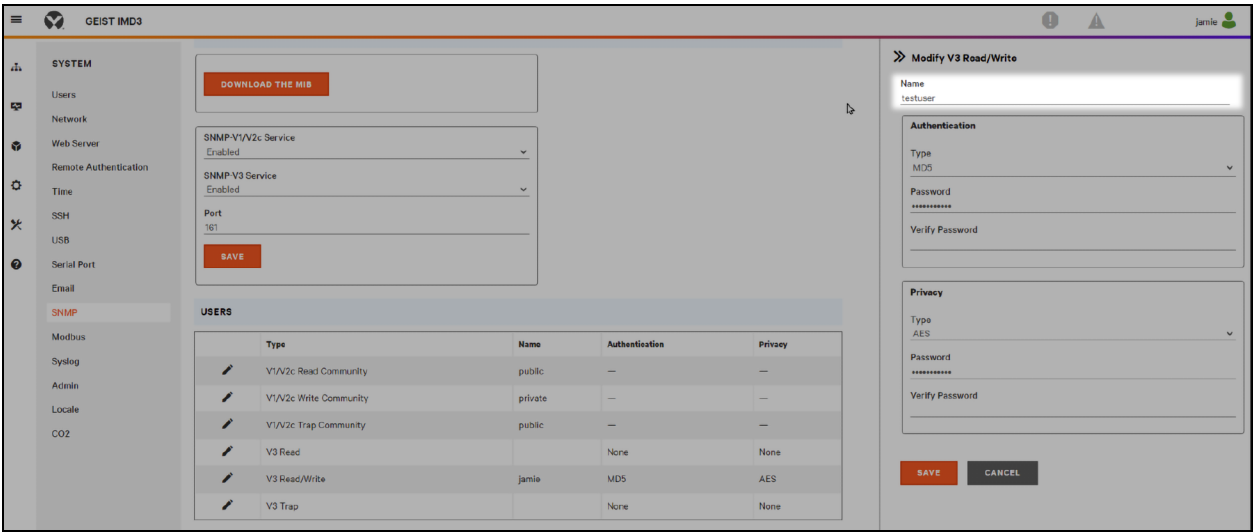 GEIST IMD3
jamie
SYSTEM
Users
Network
Web Server
Remote Authentication
Time
SSH
USB
Serial Port
Email
SNMP
Modbus
Syslog
Admin
Locale
CO2
DOWNLOAD THE MIB
SNMP-V1/V2c Service
Enabled
SNMP-V3 Service
Enabled
Port
161
SAVE
USERS
Type Name Authentication Privacy
V1/V2c Read Community public — —
V1/V2c Write Community private — —
V1/V2c Trap Community public — —
V3 Read None None
V3 Read/Write jamie MD5 AES
V3 Trap None None
Modify V3 Read/Write
Name
testuser
Authentication
Type
MD5
Password
•••••••••••
Verify Password
Privacy
Type
AES
Password
•••••••••••
Verify Password
SAVE CANCEL